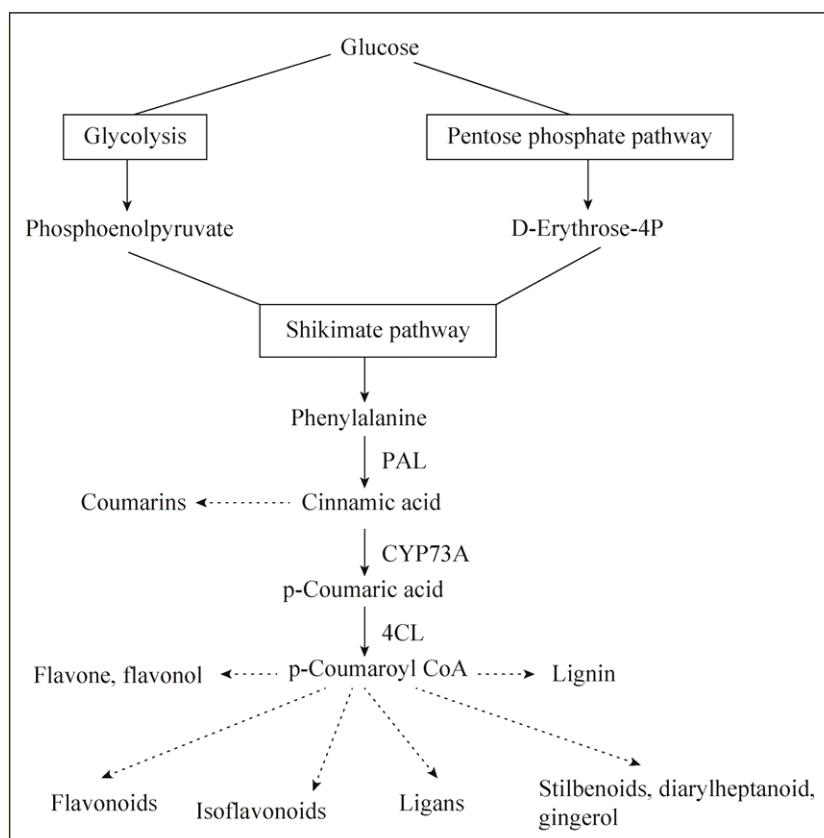 Glucose
Glycolysis
Pentose phosphate pathway
Phosphoenolpyruvate
D-Erythrose-4P
Shikimate pathway
Phenylalanine
PAL
Coumarins
Cinnamic acid
CYP73A
p-Coumaric acid
4CL
Flavone, flavonol
p-Coumaroyl CoA
Lignin
Flavonoids
Isoflavonoids
Ligans
Stilbenoids, diarylheptanoid,
gingerol